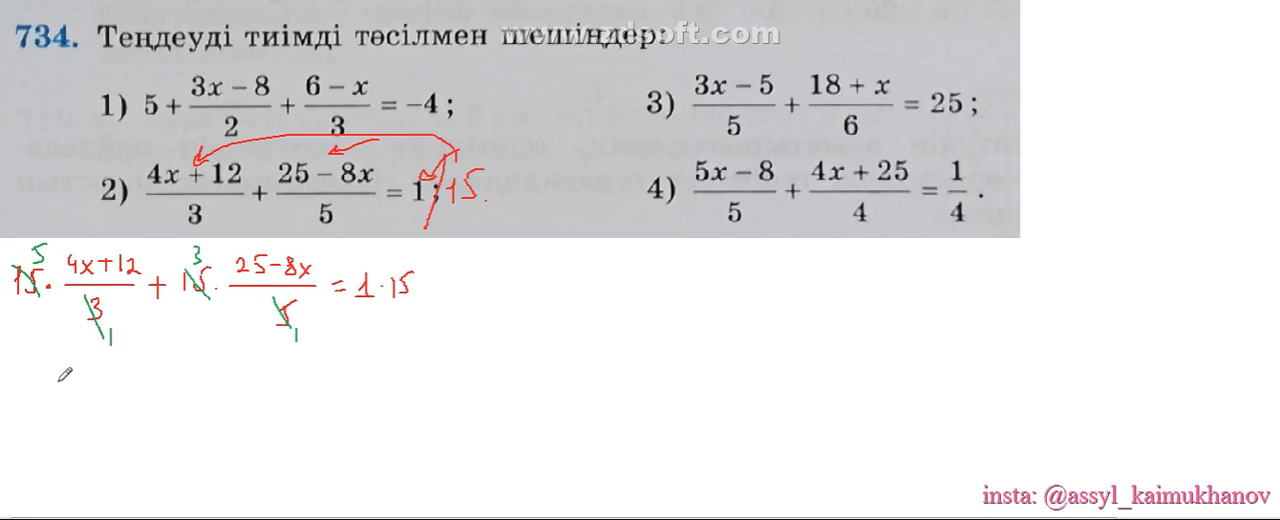 734. Теңдеуді тиімді тәсілмен шешіңдер:
1) 5 + (3x − 8)/2 + (6 − x)/3 = −4;
3) (3x − 5)/5 + (18 + x)/6 = 25;
2) (4x + 12)/3 + (25 − 8x)/5 = 1; /15.
4) (5x − 8)/5 + (4x + 25)/4 = 1/4.
5 3
15 · (4x+12)/3 + 15 · (25−8x)/5 = 1·15
1 1
insta: @assyl_kaimukhanov